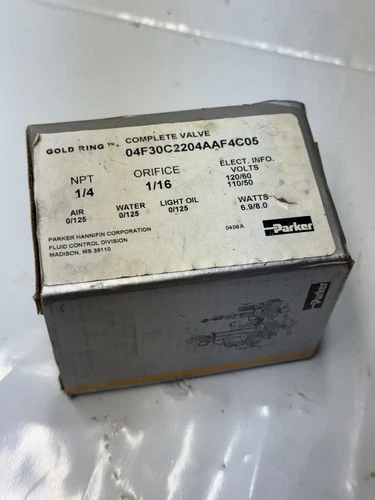 GOLD RING™. COMPLETE VALVE
04F30C2204AAF4C05
NPT ORIFICE ELECT. INFO.
1/4 1/16 VOLTS
120/60
110/50
AIR WATER LIGHT OIL WATTS
0/125 0/125 0/125 6.9/8.0
PARKER HANNIFIN CORPORATION
FLUID CONTROL DIVISION
MADISON, MS 39110
0406A
Parker
Parker